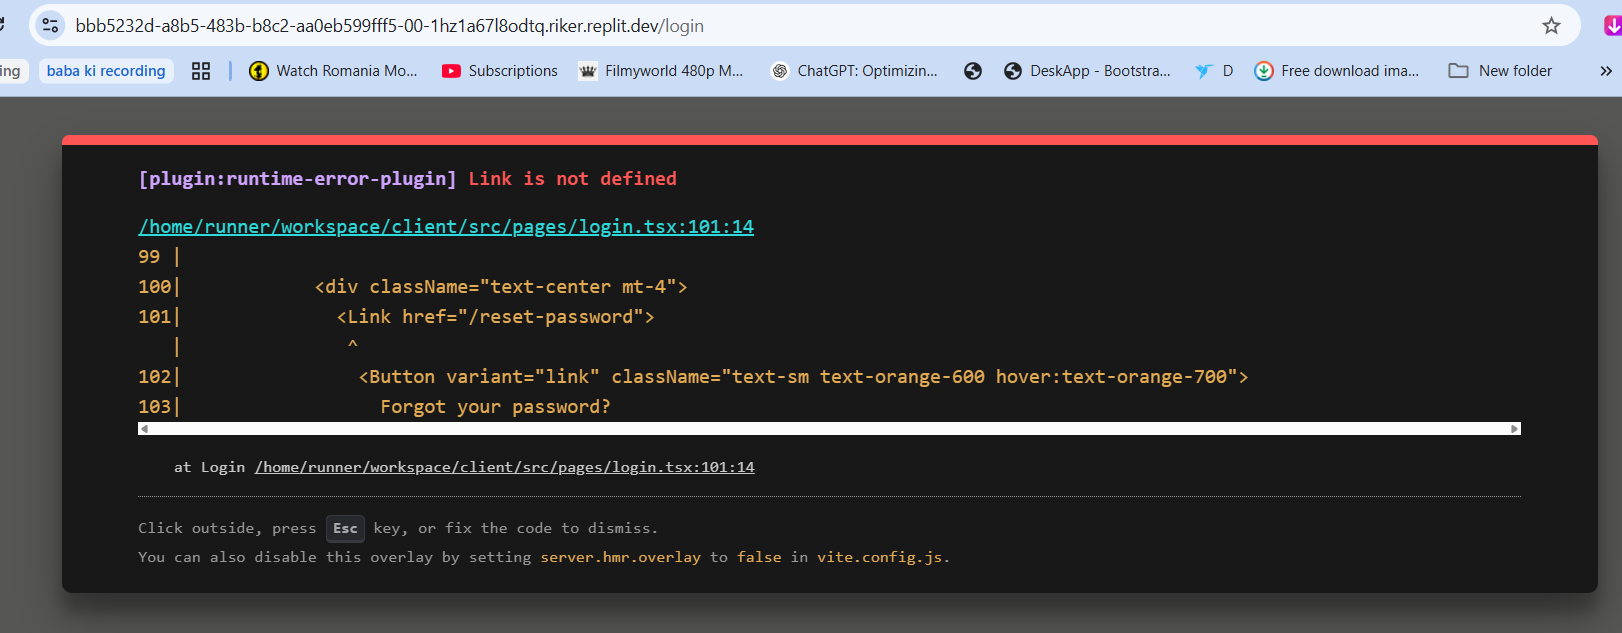 bbb5232d-a8b5-483b-b8c2-aa0eb599fff5-00-1hz1a67l8odtq.riker.replit.dev/login
ing baba ki recording Watch Romania Mo... Subscriptions Filmyworld 480p M... ChatGPT: Optimizin... DeskApp - Bootstra... D Free download ima... New folder »
[plugin:runtime-error-plugin] Link is not defined
/home/runner/workspace/client/src/pages/login.tsx:101:14
99 |
100|            <div className="text-center mt-4">
101|              <Link href="/reset-password">
   |               ^
102|                <Button variant="link" className="text-sm text-orange-600 hover:text-orange-700">
103|                  Forgot your password?
at Login /home/runner/workspace/client/src/pages/login.tsx:101:14
Click outside, press Esc key, or fix the code to dismiss.
You can also disable this overlay by setting server.hmr.overlay to false in vite.config.js.